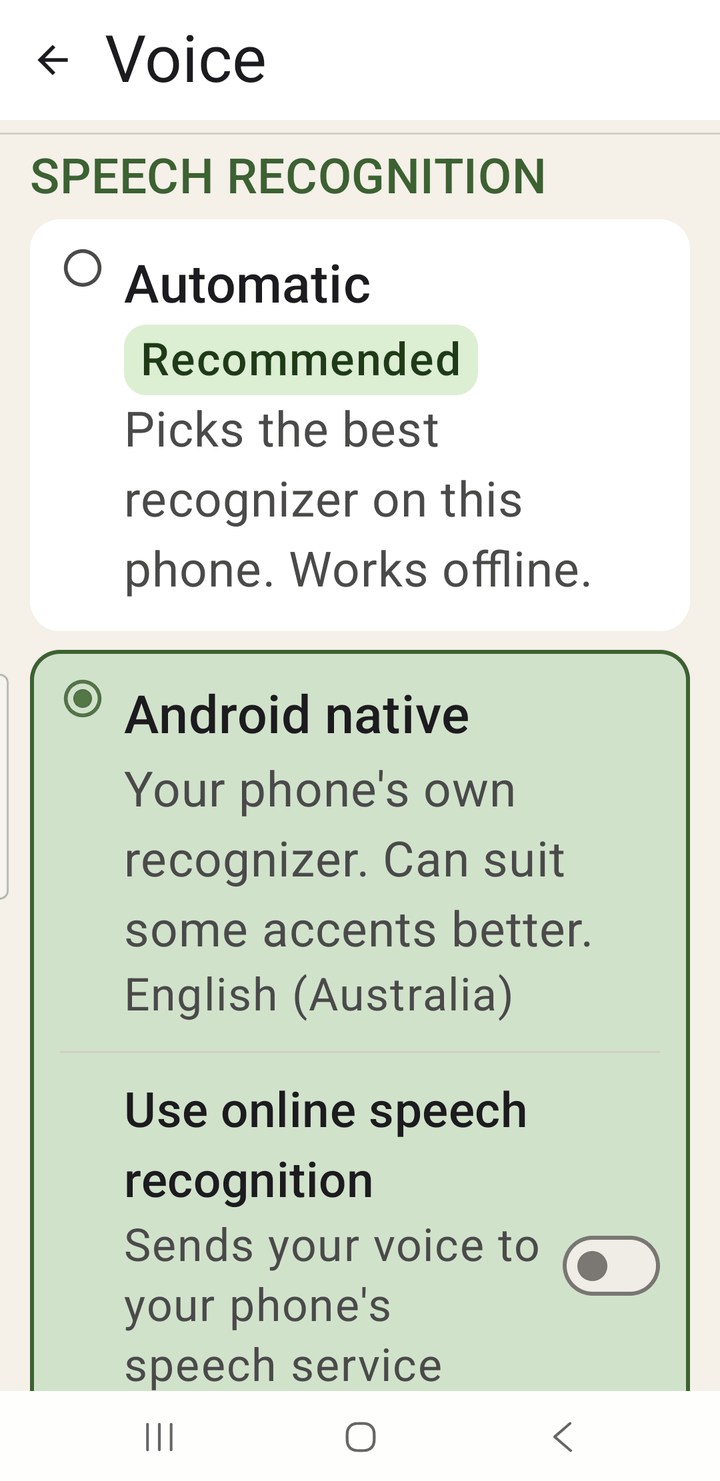 Voice
SPEECH RECOGNITION
Automatic
Recommended
Picks the best
recognizer on this
phone. Works offline.
Android native
Your phone's own
recognizer. Can suit
some accents better.
English (Australia)
Use online speech
recognition
Sends your voice to
your phone's
speech service